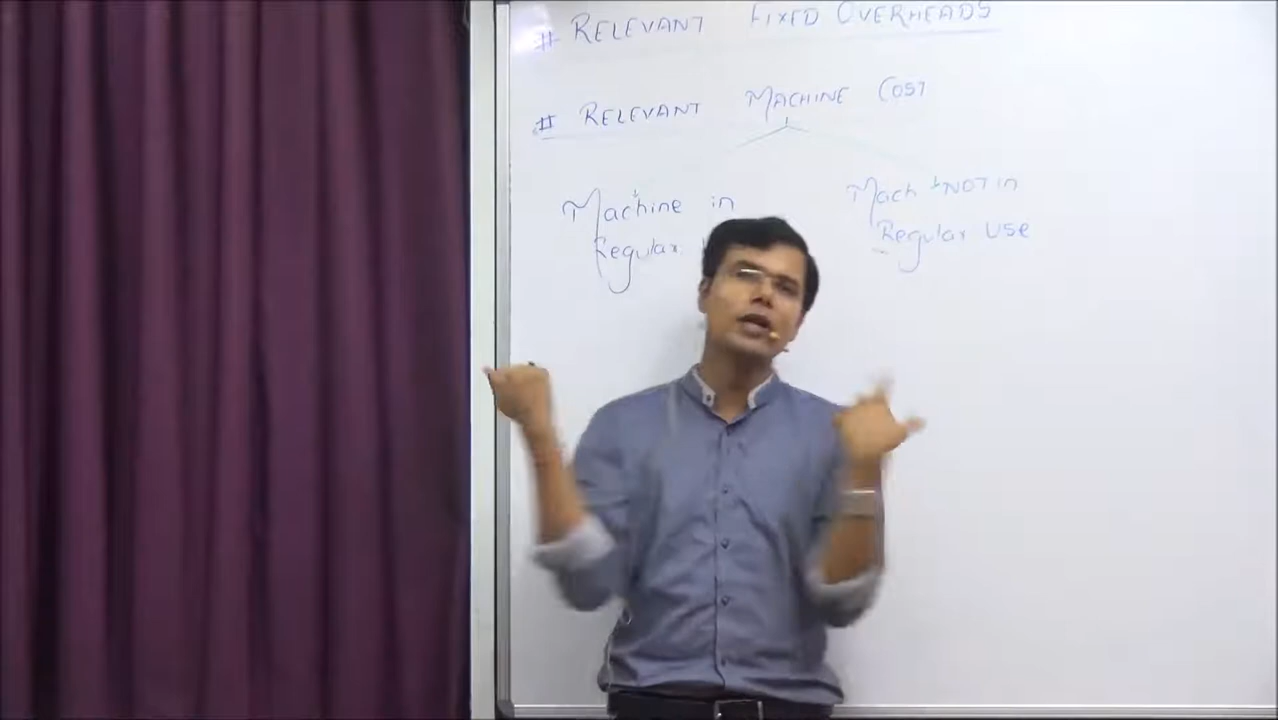 # RELEVANT FIXED OVERHEADS
# RELEVANT MACHINE COST
Machine in
Regular
Mach NOT in
Regular Use